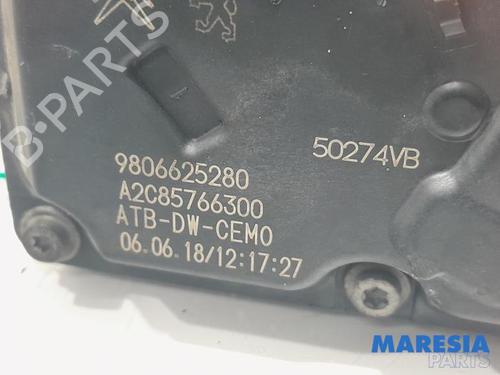 B-PARTS
50274VB
9806625280
A2C85766300
ATB-DW-CEM0
06.06.18/12:17:27
MARESIA
PARTS